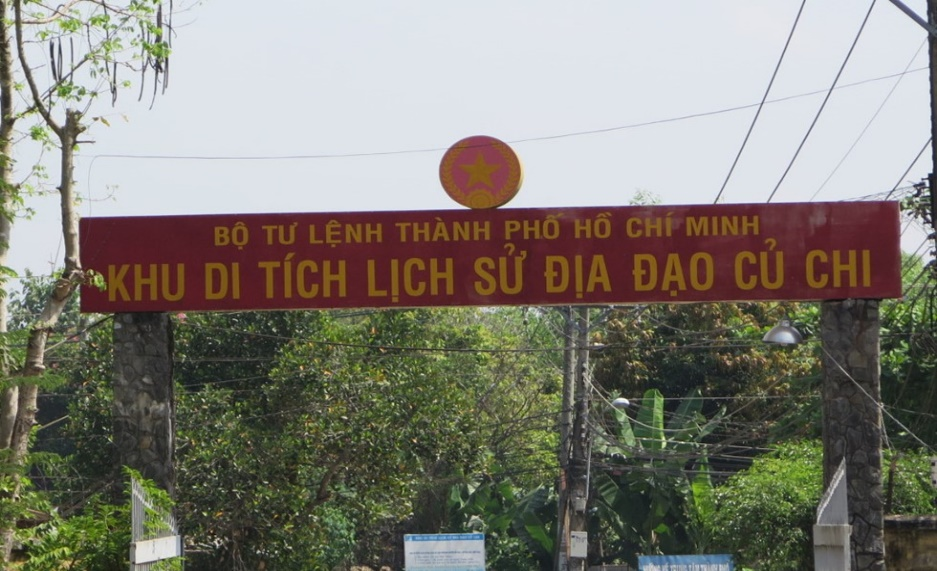 BỘ TƯ LỆNH THÀNH PHỐ HỒ CHÍ MINH
KHU DI TÍCH LỊCH SỬ ĐỊA ĐẠO CỦ CHI